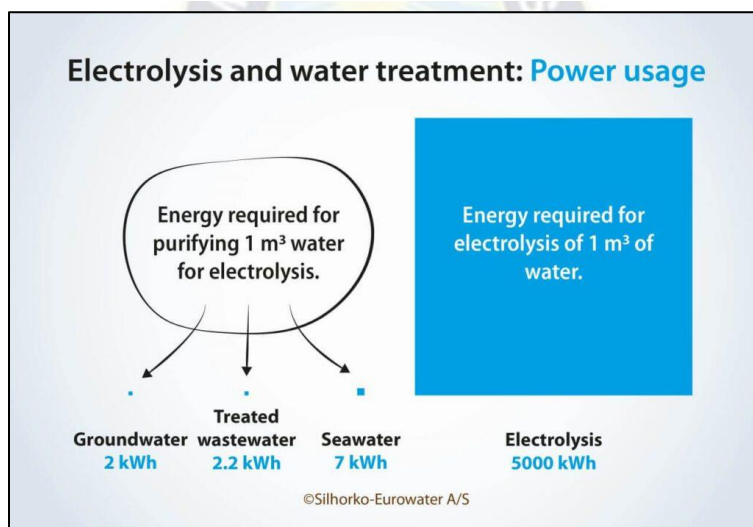 Electrolysis and water treatment: Power usage
Energy required for
purifying 1 m³ water
for electrolysis.
Energy required for
electrolysis of 1 m³ of
water.
Groundwater
2 kWh
Treated
wastewater
2.2 kWh
Seawater
7 kWh
Electrolysis
5000 kWh
©Silhorko-Eurowater A/S